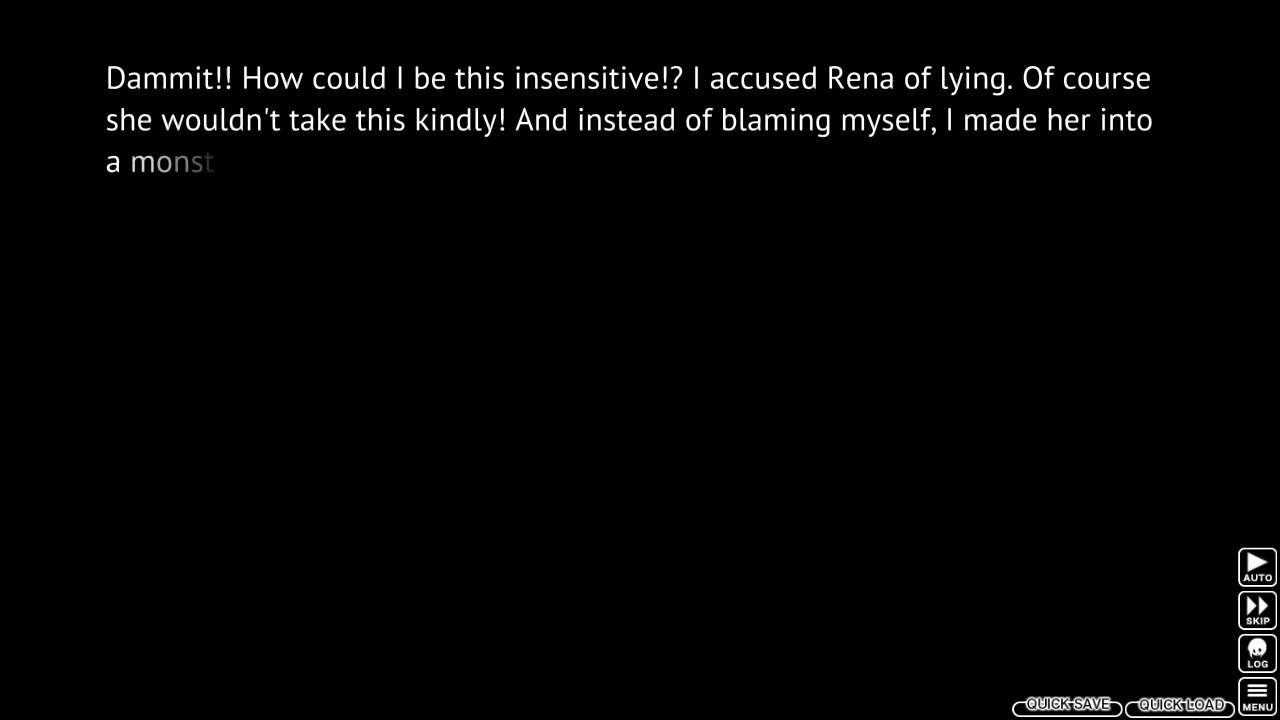 Dammit!! How could I be this insensitive!? I accused Rena of lying. Of course
she wouldn't take this kindly! And instead of blaming myself, I made her into
a monst
AUTO
SKIP
LOG
MENU
QUICK SAVE QUICK LOAD